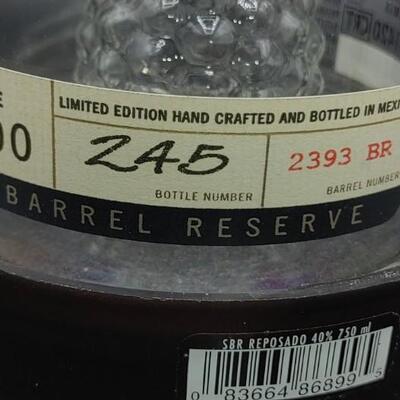 LIMITED EDITION HAND CRAFTED AND BOTTLED IN
245
2393 BR
BOTTLE NUMBER
BARREL NUMBER
BARREL RESERVE
SBR REPOSADO 40% 750 ml
0 83664 86899 5